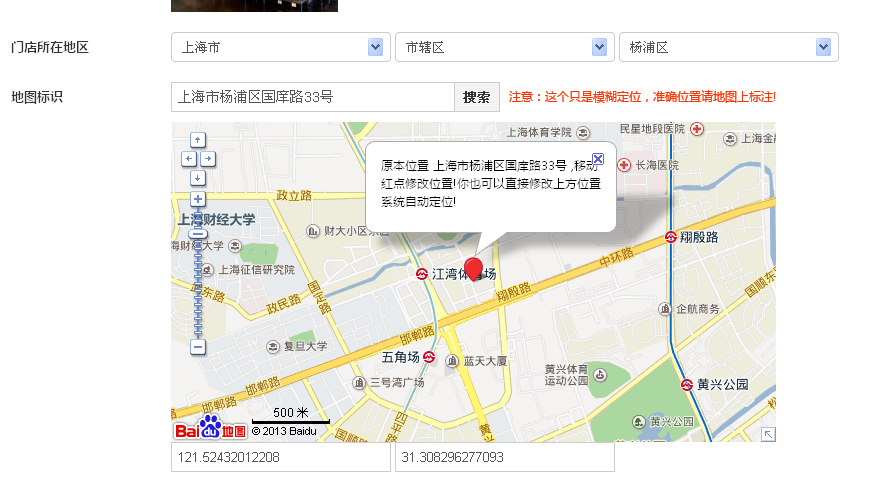 门店所在地区
上海市
市辖区
杨浦区
地图标识
上海市杨浦区国庠路33号
搜索
注意：这个只是模糊定位，准确位置请地图上标注!
上海体育学院
民星地段医院
上海金融
长海医院
原本位置 上海市杨浦区国庠路33号 ,移动
红点修改位置!你也可以直接修改上方位置
系统自动定位!
政立路
上海财经大学
财大小区
翔殷路
海财经大学
上海征信研究院
江湾体育场
中环路
翔殷路
国顺东路
武东路
政民路
国定路
企航商务
邯郸路
复旦大学
五角场
蓝天大厦
黄兴体育
运动公园
三号湾广场
黄兴公园
邯郸路
邯郸路
500 米
四平路
黄兴路
黄兴公园
国顺路
Bai du 地图
© 2013 Baidu
121.52432012208
31.308296277093